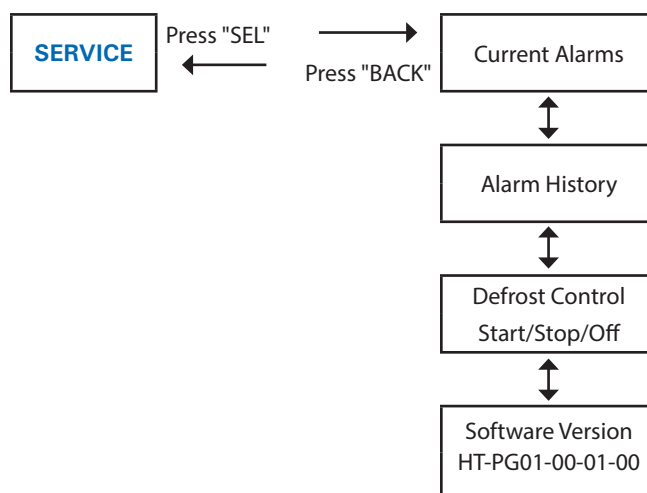 SERVICE
Press "SEL"
Press "BACK"
Current Alarms
Alarm History
Defrost Control
Start/Stop/Off
Software Version
HT-PG01-00-01-00